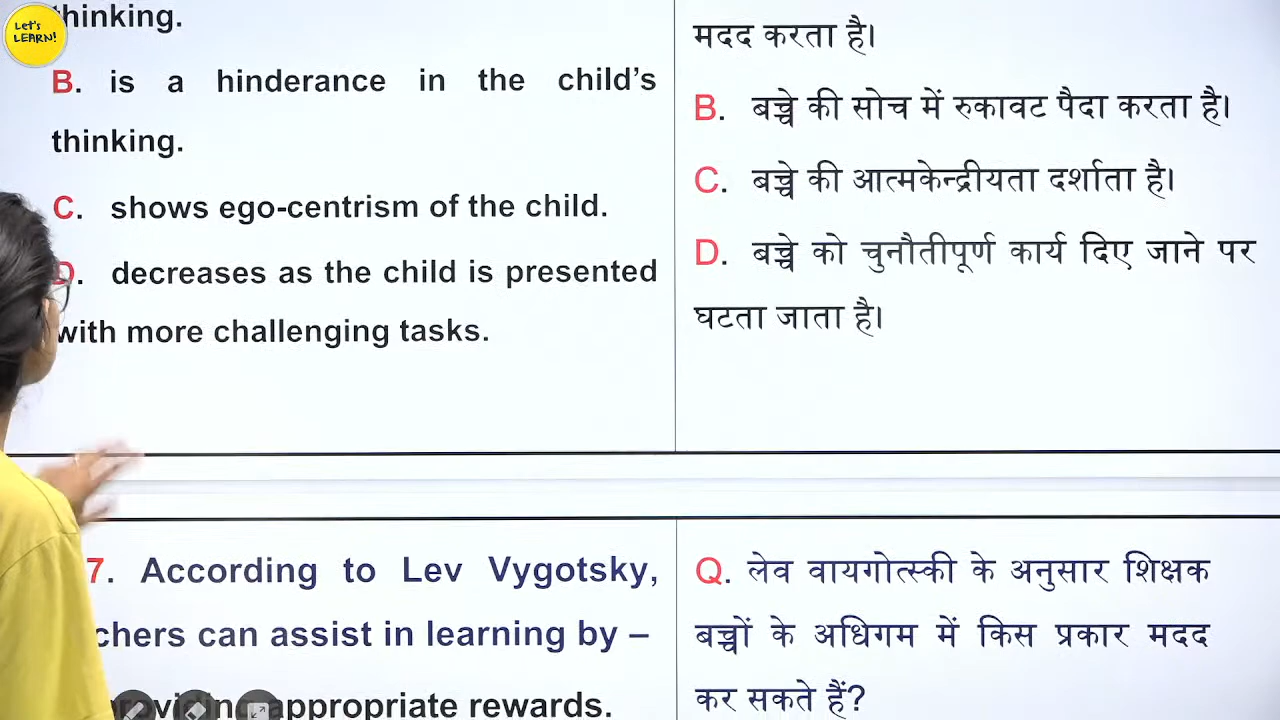 Let's
LEARN!
thinking.
B. is a hinderance in the child's
thinking.
C. shows ego-centrism of the child.
D. decreases as the child is presented
with more challenging tasks.
मदद करता है।
B. बच्चे की सोच में रुकावट पैदा करता है।
C. बच्चे की आत्मकेन्द्रीयता दर्शाता है।
D. बच्चे को चुनौतीपूर्ण कार्य दिए जाने पर
घटता जाता है।
7. According to Lev Vygotsky,
can assist in learning by –
appropriate rewards.
Q. लेव वायगोत्स्की के अनुसार शिक्षक
बच्चों के अधिगम में किस प्रकार मदद
कर सकते हैं?